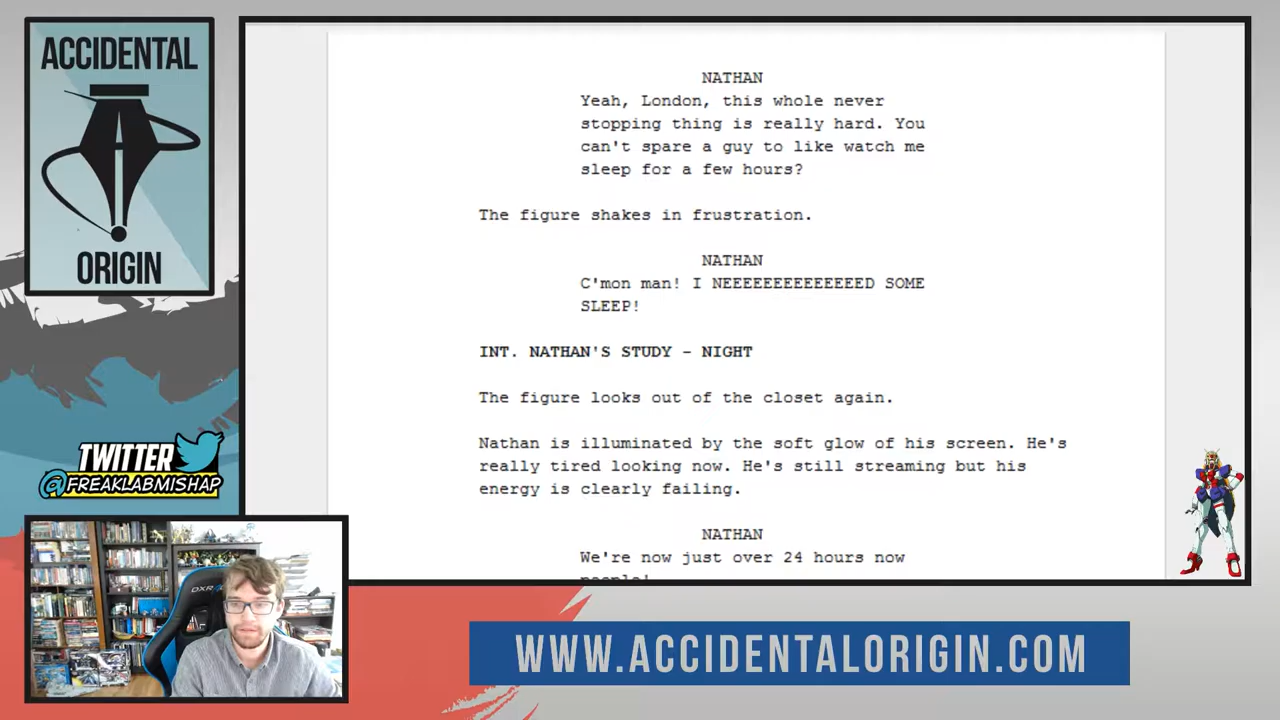 ACCIDENTAL
ORIGIN
NATHAN
Yeah, London, this whole never
stopping thing is really hard. You
can't spare a guy to like watch me
sleep for a few hours?
The figure shakes in frustration.
NATHAN
C'mon man! I NEEEEEEEEEEEEEED SOME
SLEEP!
INT. NATHAN'S STUDY - NIGHT
The figure looks out of the closet again.
Nathan is illuminated by the soft glow of his screen. He's
really tired looking now. He's still streaming but his
energy is clearly failing.
NATHAN
We're now just over 24 hours now
people!
TWITTER
@FREAKLABMISHAP
DXR
WWW.ACCIDENTALORIGIN.COM